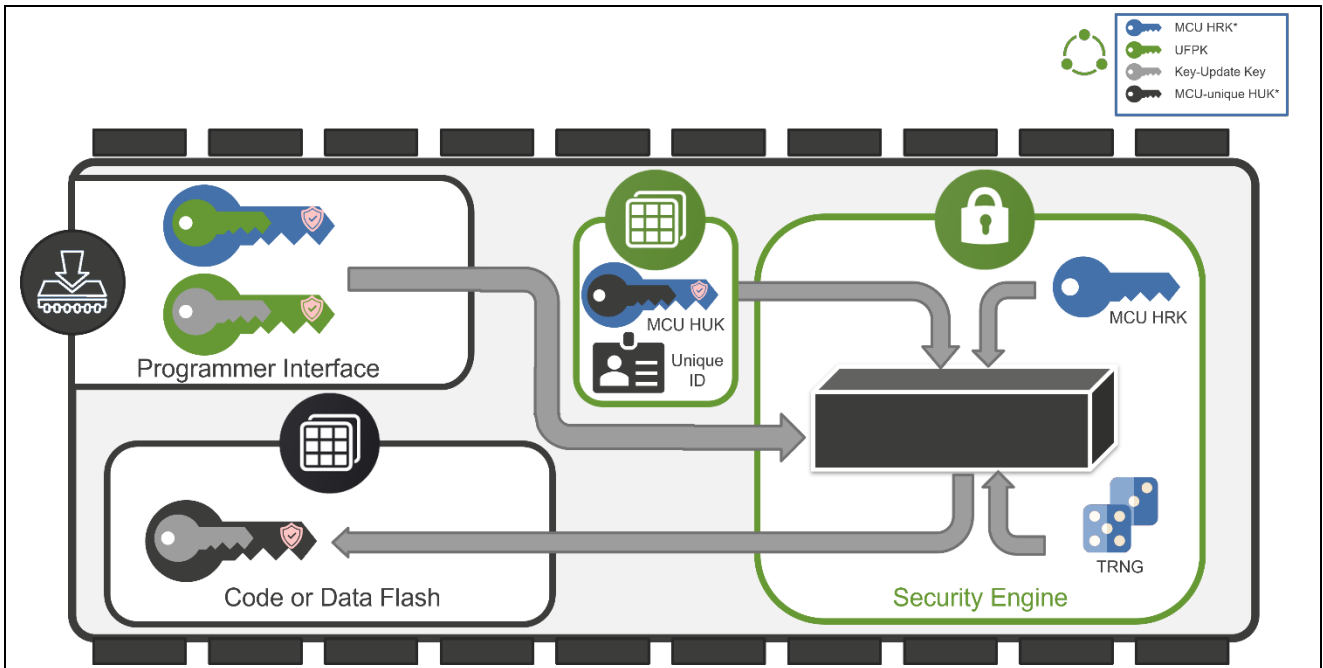 MCU HRK*
UFPK
Key-Update Key
MCU-unique HUK*
Programmer Interface
MCU HUK
Unique
ID
MCU HRK
TRNG
Code or Data Flash
Security Engine